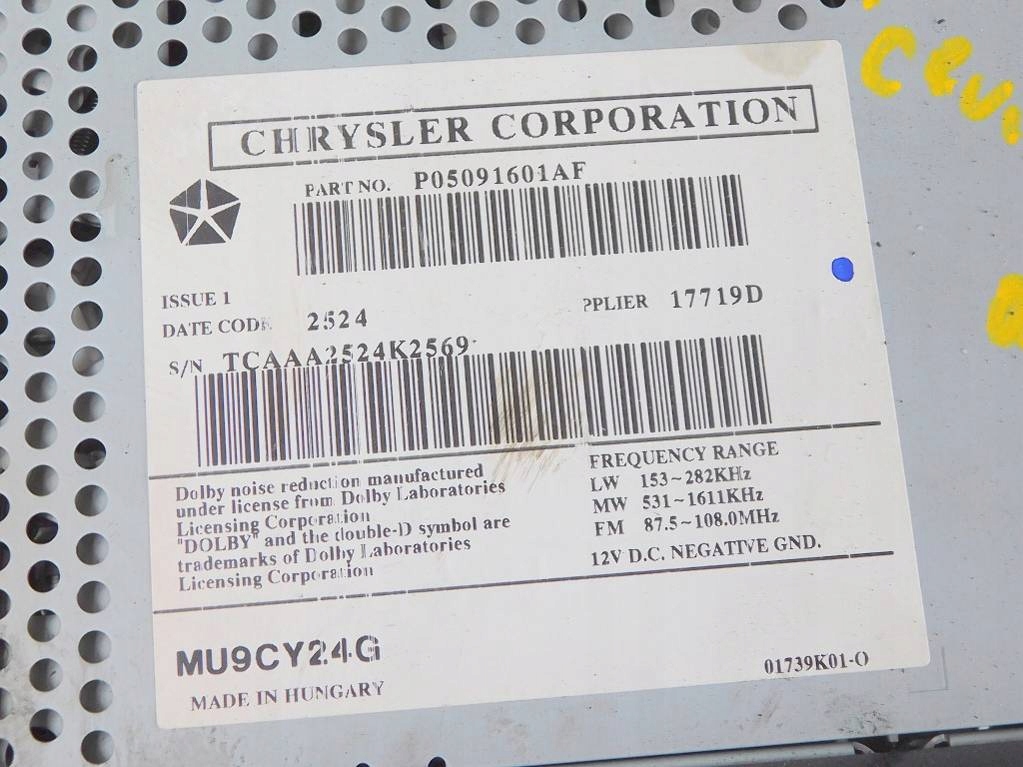 CHRYSLER CORPORATION
PART NO. P05091601AF
ISSUE 1
DATE CODE 2524
PPLIER 17719D
S/N TCAAA2524K2569
Dolby noise reduction manufactured
under license from Dolby Laboratories
Licensing Corporation
"DOLBY" and the double-D symbol are
trademarks of Dolby Laboratories
Licensing Corporation
FREQUENCY RANGE
LW 153~282KHz
MW 531~1611KHz
FM 87.5~108.0MHz
12V D.C. NEGATIVE GND.
MU9CY24G
MADE IN HUNGARY
01739K01-O